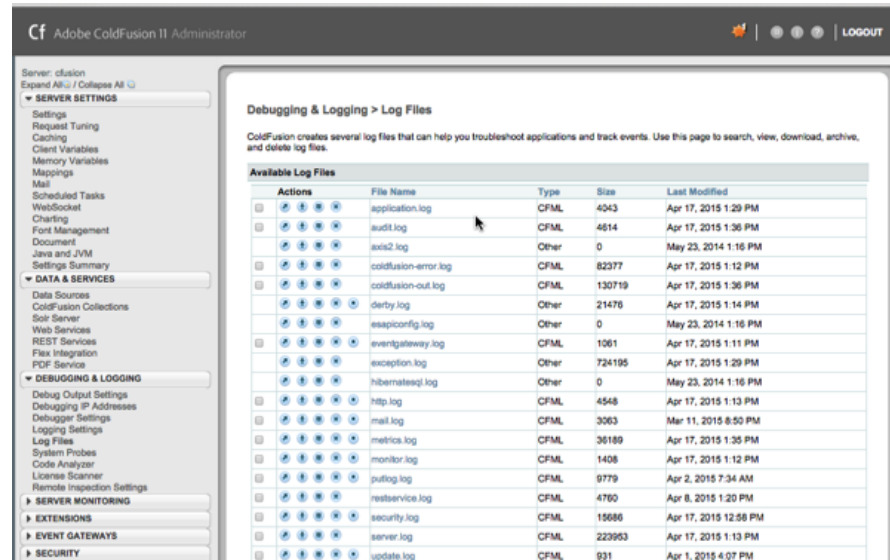 Cf Adobe ColdFusion 11 Administrator
LOGOUT
Server: cfusion
Expand All / Collapse All
SERVER SETTINGS
Settings
Request Tuning
Caching
Client Variables
Memory Variables
Mappings
Mail
Scheduled Tasks
WebSocket
Charting
Font Management
Document
Java and JVM
Settings Summary
DATA & SERVICES
Data Sources
ColdFusion Collections
Solr Server
Web Services
REST Services
Flex Integration
PDF Service
DEBUGGING & LOGGING
Debug Output Settings
Debugging IP Addresses
Debugger Settings
Logging Settings
Log Files
System Probes
Code Analyzer
License Scanner
Remote Inspection Settings
SERVER MONITORING
EXTENSIONS
EVENT GATEWAYS
SECURITY
Debugging & Logging > Log Files
ColdFusion creates several log files that can help you troubleshoot applications and track events. Use this page to search, view, download, archive,
and delete log files.
Available Log Files
Actions File Name Type Size Last Modified
application.log CFML 4043 Apr 17, 2015 1:29 PM
audit.log CFML 4614 Apr 17, 2015 1:36 PM
axis2.log Other 0 May 23, 2014 1:16 PM
coldfusion-error.log CFML 82377 Apr 17, 2015 1:12 PM
coldfusion-out.log CFML 130719 Apr 17, 2015 1:36 PM
derby.log Other 21476 Apr 17, 2015 1:14 PM
esapiconfig.log Other 0 May 23, 2014 1:16 PM
eventgateway.log CFML 1061 Apr 17, 2015 1:11 PM
exception.log Other 724195 Apr 17, 2015 1:29 PM
hibernatesql.log Other 0 May 23, 2014 1:16 PM
http.log CFML 4548 Apr 17, 2015 1:13 PM
mail.log CFML 3063 Mar 11, 2015 8:50 PM
metrics.log CFML 36189 Apr 17, 2015 1:35 PM
monitor.log CFML 1408 Apr 17, 2015 1:12 PM
putlog.log CFML 9779 Apr 2, 2015 7:34 AM
restservice.log CFML 4760 Apr 8, 2015 1:20 PM
security.log CFML 15686 Apr 17, 2015 12:58 PM
server.log CFML 223953 Apr 17, 2015 1:13 PM
update.log CFML 931 Apr 1, 2015 4:07 PM